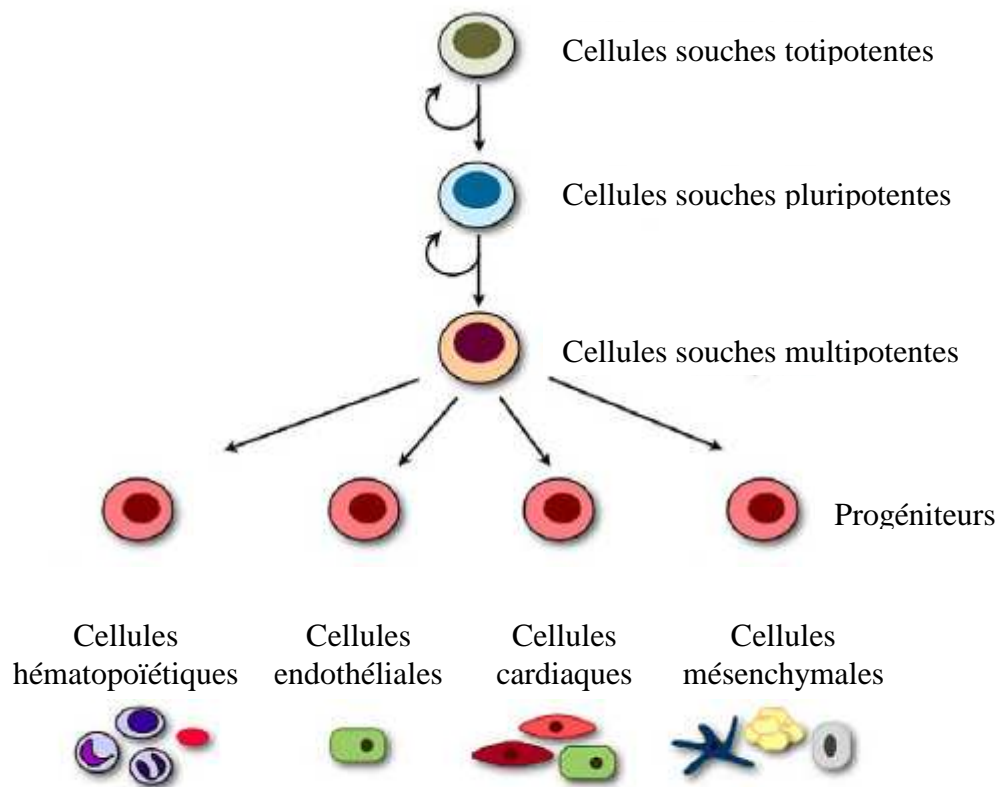 Cellules souches totipotentes
Cellules souches pluripotentes
Cellules souches multipotentes
Progéniteurs
Cellules
hématopoïétiques
Cellules
endothéliales
Cellules
cardiaques
Cellules
mésenchymales